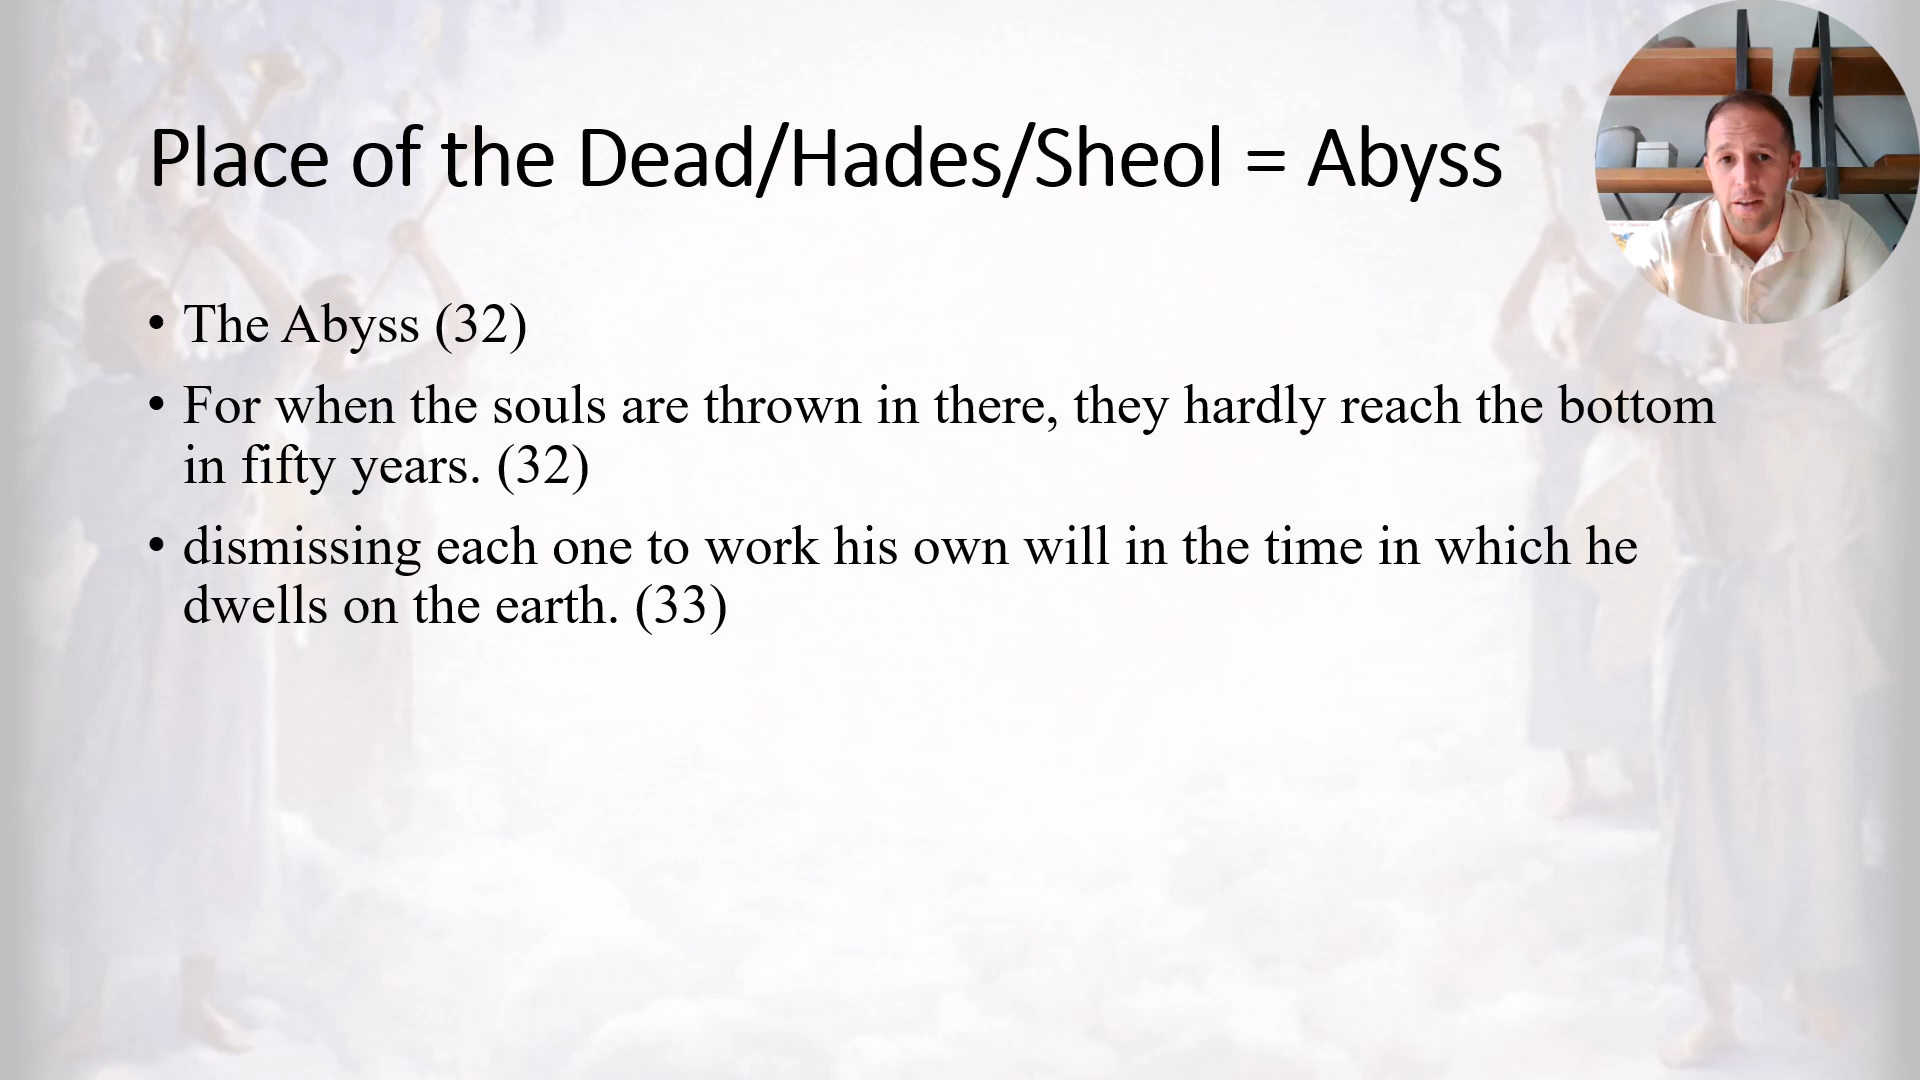 Place of the Dead/Hades/Sheol = Abyss
• The Abyss (32)
• For when the souls are thrown in there, they hardly reach the bottom
in fifty years. (32)
• dismissing each one to work his own will in the time in which he
dwells on the earth. (33)